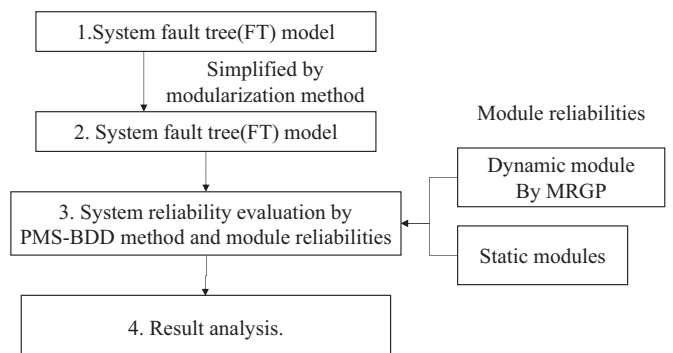 1.System fault tree(FT) model
Simplified by
modularization method
2. System fault tree(FT) model
Module reliabilities
Dynamic module
By MRGP
3. System reliability evaluation by
PMS-BDD method and module reliabilities
Static modules
4. Result analysis.